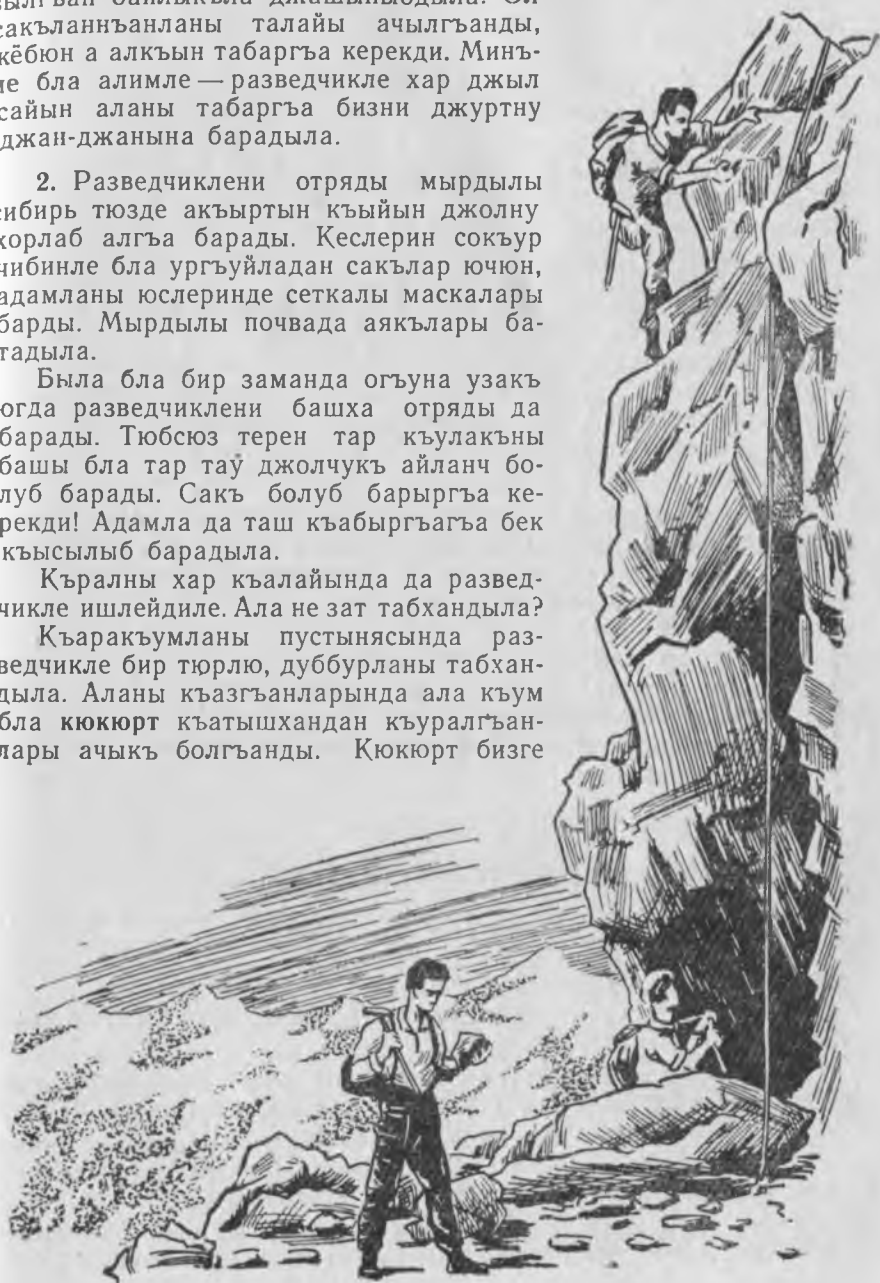 сакъланнъанланы талайы ачылгъанды,
кёбюн а алкъын табаргъа керекди. Минъ-
ле бла алимле — разведчикле хар джыл
сайын аланы табаргъа бизни джуртну
джан-джанына барадыла.
2. Разведчиклени отряды мырдылы
сибирь тюзде акъыртын къыйын джолну
хорлаб алгъа барады. Кеслерин сокъур
чибинле бла ургъуйладан сакълар ючюн,
адамланы юслеринде сеткалы маскалары
барды. Мырдылы почвада аякълары ба-
тадыла.
Была бла бир заманда огъуна узакъ
югда разведчиклени башха отряды да
барады. Тюбсюз терен тар къулакъны
башы бла тар таў джолчукъ айланч бо-
луб барады. Сакъ болуб барыргъа ке-
рекди! Адамла да таш къабыргъагъа бек
къысылыб барадыла.
Къралны хар къалайында да развед-
чикле ишлейдиле. Ала не зат табхандыла?
Къаракъумланы пустынясында раз-
ведчикле бир тюрлю, дуббурланы табхан-
дыла. Аланы къазгъанларында ала къум
бла кюкюрт къатышхандан къуралгъан-
лары ачыкъ болгъанды. Кюкюрт бизге